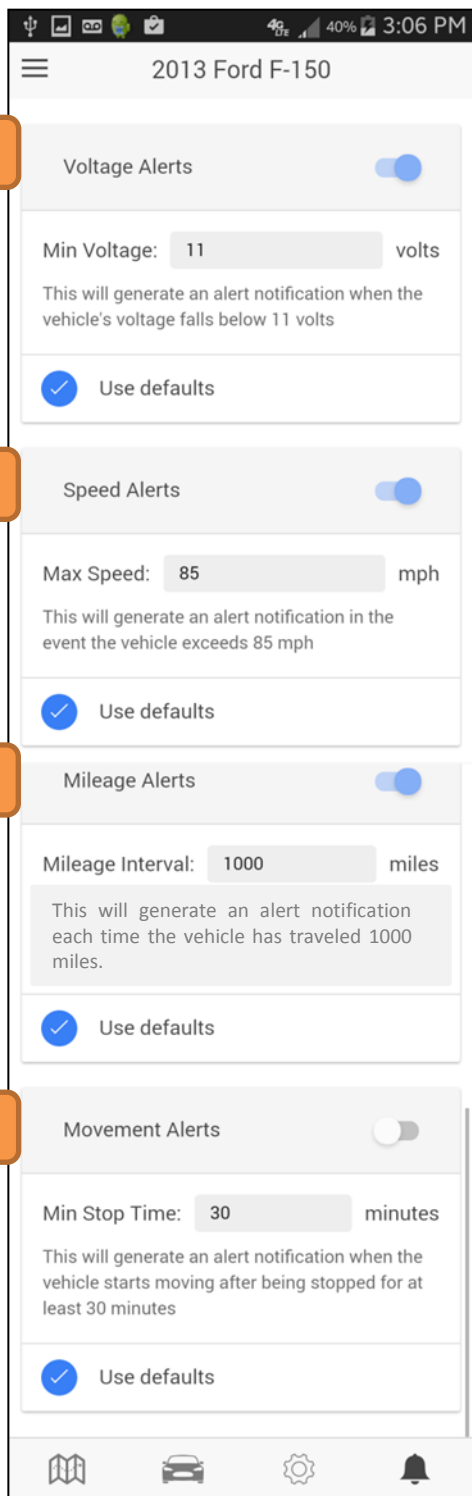 4G LTE 40% 3:06 PM
2013 Ford F-150
Voltage Alerts
Min Voltage: 11 volts
This will generate an alert notification when the
vehicle's voltage falls below 11 volts
Use defaults
Speed Alerts
Max Speed: 85 mph
This will generate an alert notification in the
event the vehicle exceeds 85 mph
Use defaults
Mileage Alerts
Mileage Interval: 1000 miles
This will generate an alert notification
each time the vehicle has traveled 1000
miles.
Use defaults
Movement Alerts
Min Stop Time: 30 minutes
This will generate an alert notification when the
vehicle starts moving after being stopped for at
least 30 minutes
Use defaults